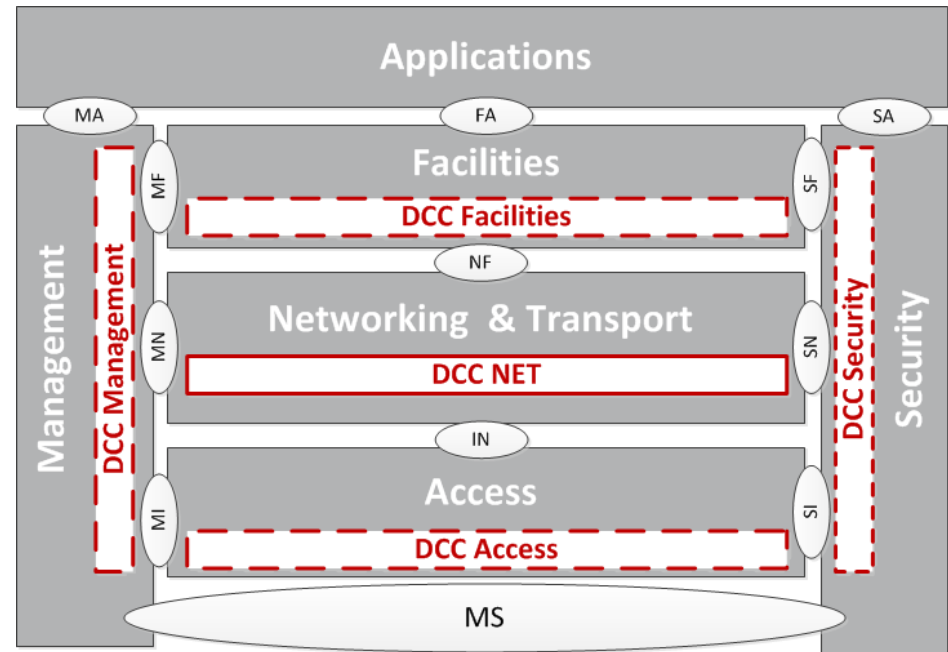 Applications
MA
FA
SA
Management
DCC Management
MF
Facilities
DCC Facilities
SF
NF
MN
Networking & Transport
DCC NET
SN
DCC Security
Security
IN
MI
Access
DCC Access
SI
MS